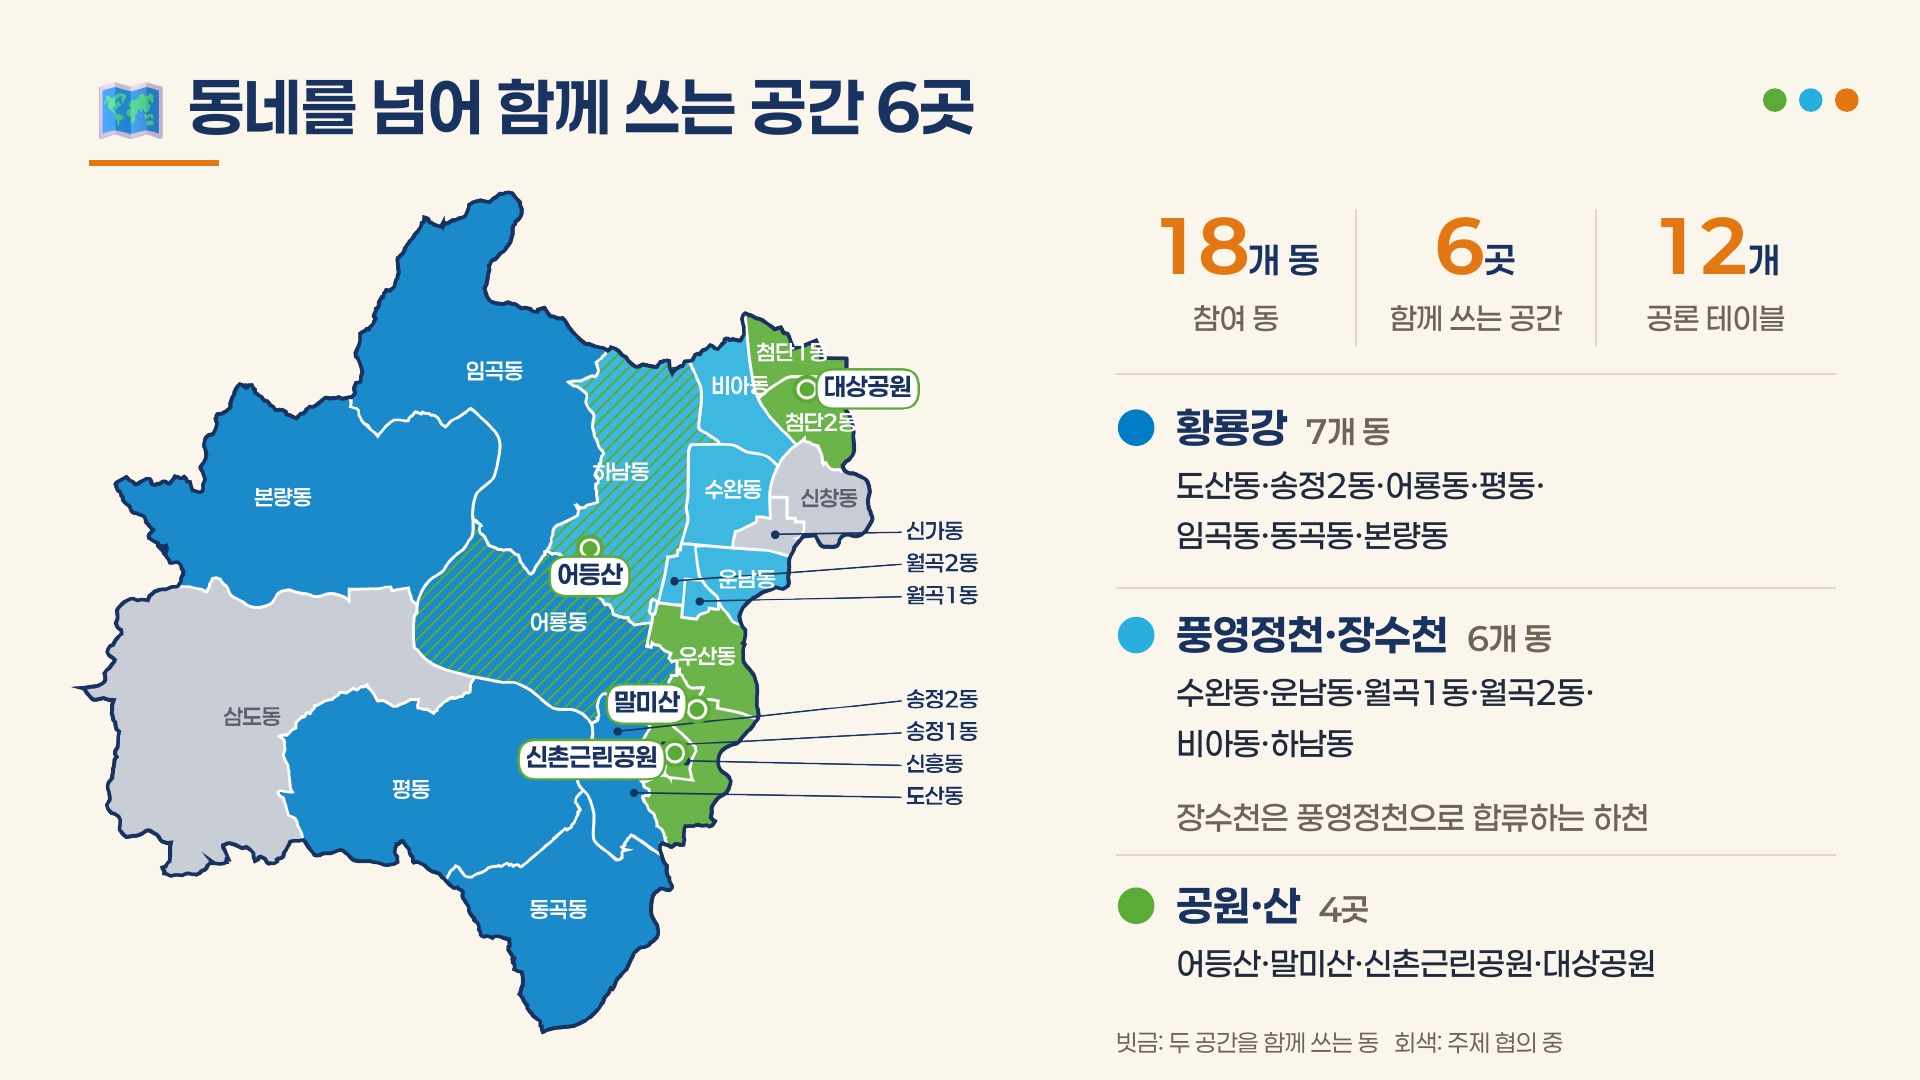 동네를 넘어 함께 쓰는 공간 6곳
18개 동
참여 동
6곳
함께 쓰는 공간
12개
공론 테이블
임곡동
본량동
하남동
비아동
첨단1동
대상공원
첨단2동
수완동
신창동
신가동
월곡2동
월곡1동
운남동
어등산
어룡동
우산동
말미산
송정2동
송정1동
신촌근린공원
신흥동
도산동
삼도동
평동
동곡동
황룡강 7개 동
도산동·송정2동·어룡동·평동·
임곡동·동곡동·본량동
풍영정천·장수천 6개 동
수완동·운남동·월곡1동·월곡2동·
비아동·하남동
장수천은 풍영정천으로 합류하는 하천
공원·산 4곳
어등산·말미산·신촌근린공원·대상공원
빗금: 두 공간을 함께 쓰는 동 회색: 주제 협의 중